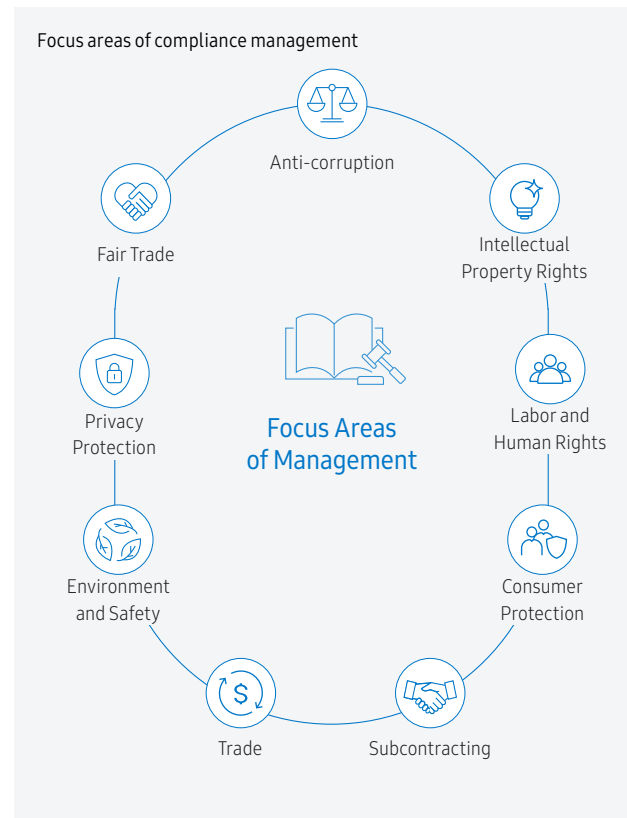 Focus areas of compliance management
Anti-corruption
Fair Trade
Intellectual
Property Rights
Privacy
Protection
Focus Areas
of Management
Labor and
Human Rights
Environment
and Safety
Consumer
Protection
$
Trade
Subcontracting